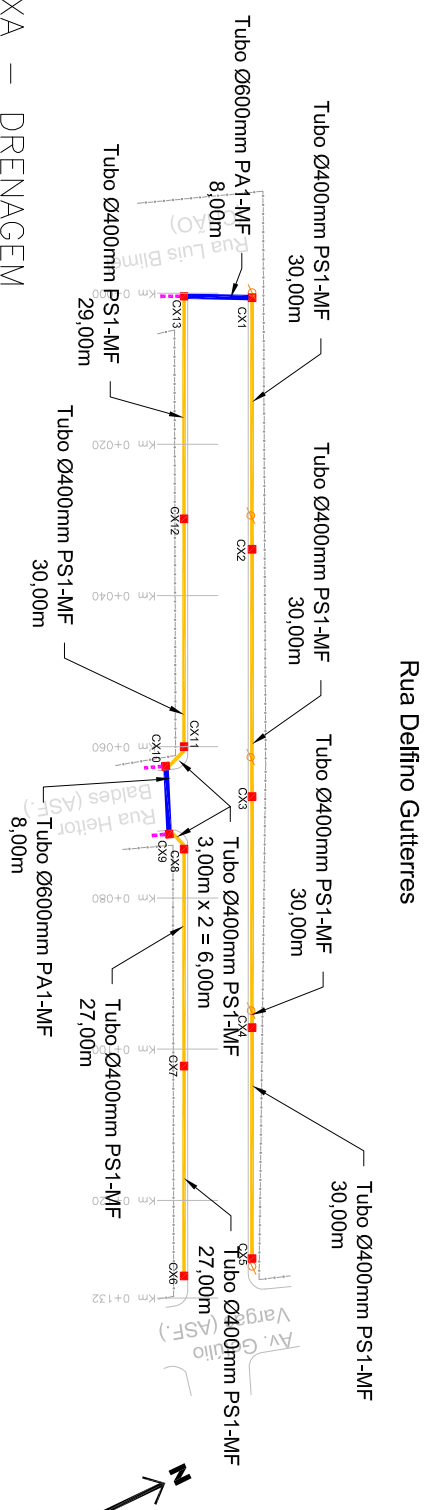 Rua Delfino Gutterres
Tubo Ø400mm PS1-MF
30,00m
Tubo Ø400mm PS1-MF
30,00m
Tubo Ø400mm PS1-MF
30,00m
Tubo Ø400mm PS1-MF
30,00m
Tubo Ø600mm PA1-MF
8,00m
CX1
CX2
CX3
CX4
CX5
Rua Luis Blime
Km 0+020
Km 0+040
Km 0+060
Km 0+080
Km 0+100
Km 0+132
CX13
CX12
CX11
CX10
CX9
CX8
CX7
CX6
Rua Heitor
Baldes (ASF.)
Av. Getúlio
Vargas (ASF.)
Tubo Ø400mm PS1-MF
29,00m
Tubo Ø400mm PS1-MF
30,00m
Tubo Ø600mm PA1-MF
8,00m
Tubo Ø400mm PS1-MF
3,00m x 2 = 6,00m
Tubo Ø400mm PS1-MF
27,00m
Tubo Ø400mm PS1-MF
27,00m
N
XA – DRENAGEM